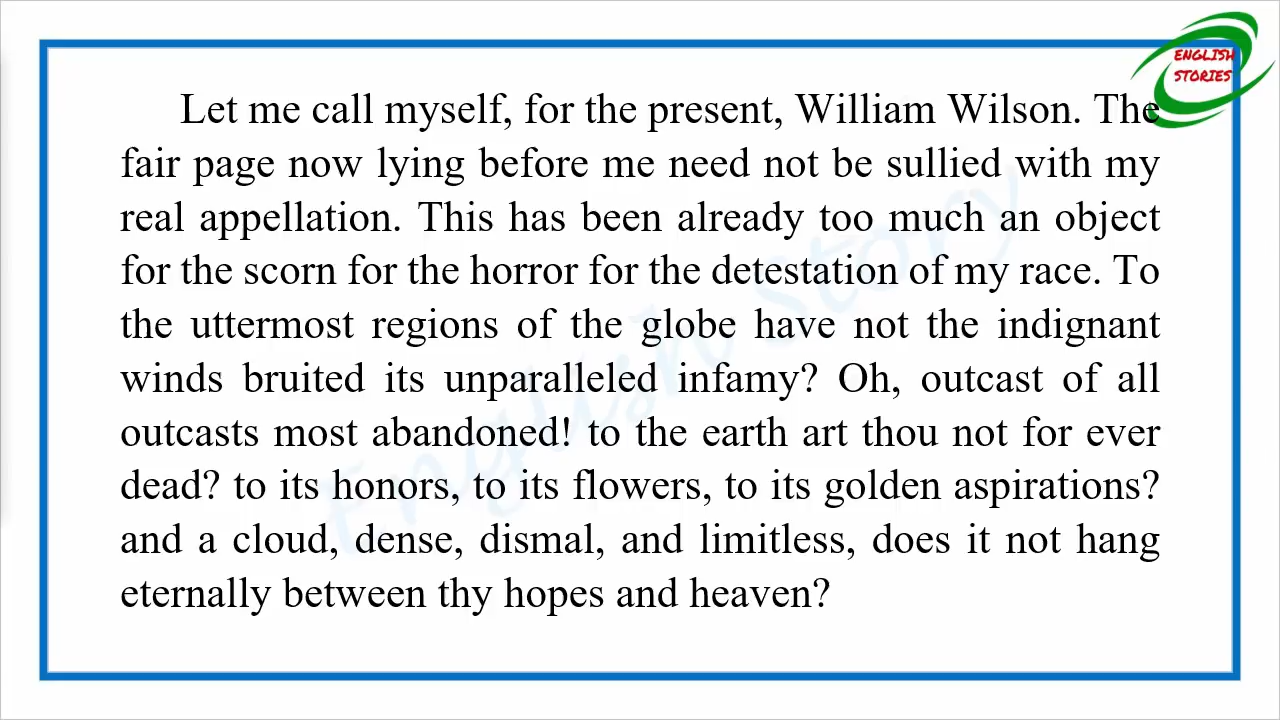 ENGLISH
STORIES
Let me call myself, for the present, William Wilson. The
fair page now lying before me need not be sullied with my
real appellation. This has been already too much an object
for the scorn for the horror for the detestation of my race. To
the uttermost regions of the globe have not the indignant
winds bruited its unparalleled infamy? Oh, outcast of all
outcasts most abandoned! to the earth art thou not for ever
dead? to its honors, to its flowers, to its golden aspirations?
and a cloud, dense, dismal, and limitless, does it not hang
eternally between thy hopes and heaven?
English Story